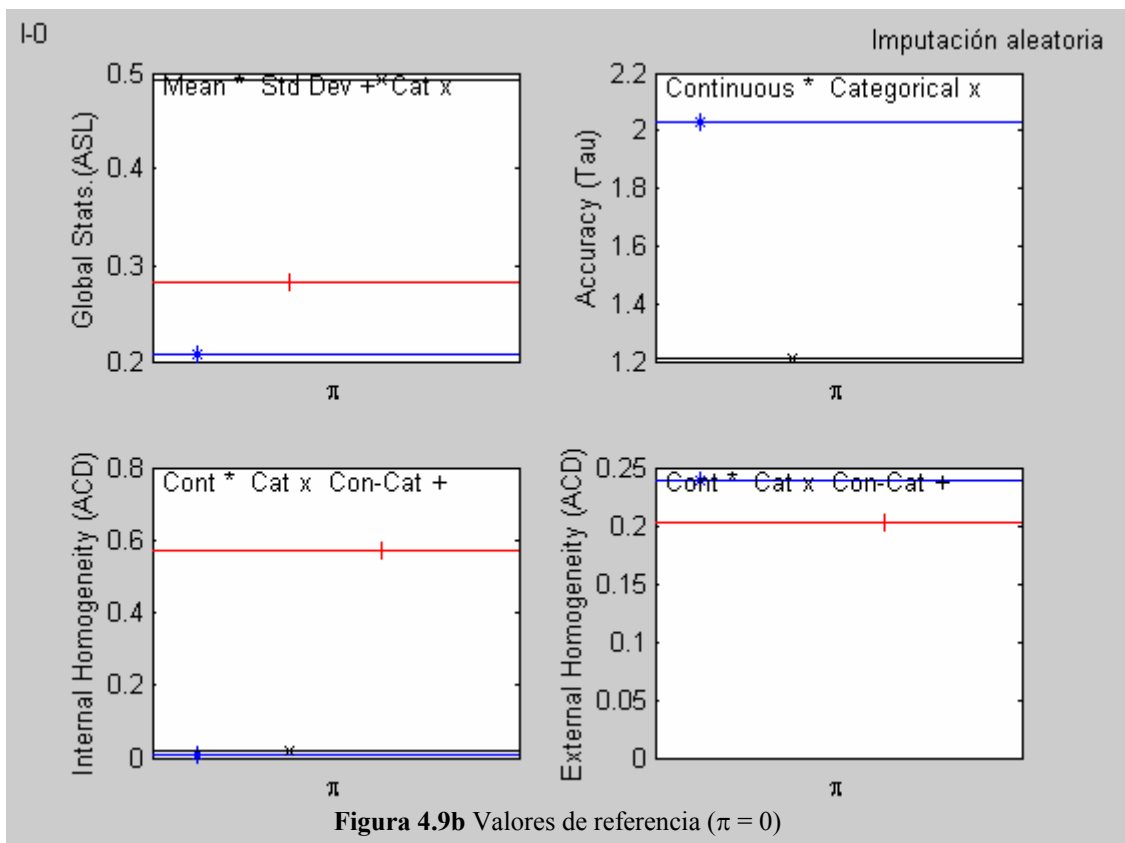 I-0
Imputación aleatoria
Global Stats.(ASL)
0.5
0.4
0.3
0.2
Mean * Std Dev + Cat x
π
Accuracy (Tau)
2.2
2
1.8
1.6
1.4
1.2
Continuous * Categorical x
π
Internal Homogeneity (ACD)
0.8
0.6
0.4
0.2
0
Cont * Cat x Con-Cat +
π
External Homogeneity (ACD)
0.25
0.2
0.15
0.1
0.05
0
Cont * Cat x Con-Cat +
π
Figura 4.9b Valores de referencia (π = 0)